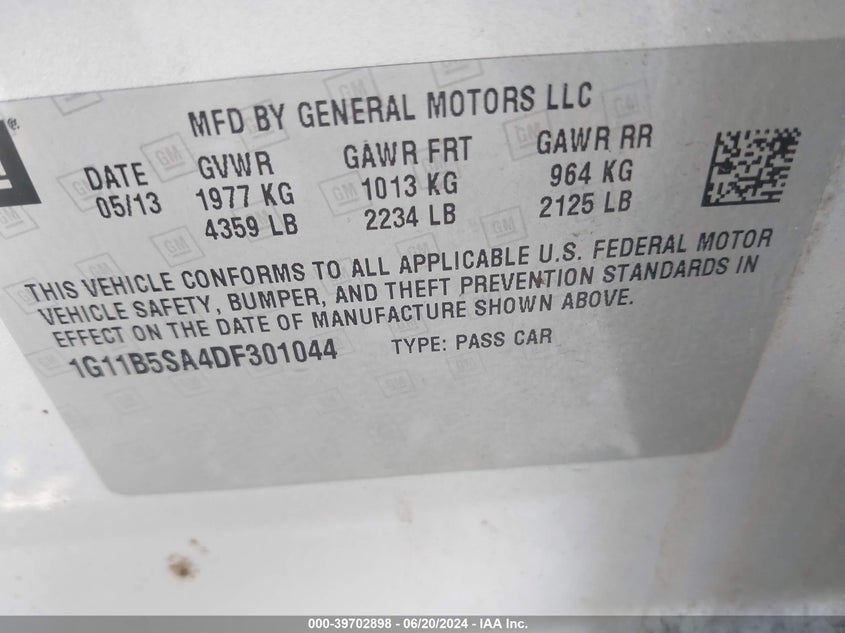 MFD BY GENERAL MOTORS LLC
DATE GVWR GAWR FRT GAWR RR
05/13 1977 KG 1013 KG 964 KG
4359 LB 2234 LB 2125 LB
THIS VEHICLE CONFORMS TO ALL APPLICABLE U.S. FEDERAL MOTOR
VEHICLE SAFETY, BUMPER, AND THEFT PREVENTION STANDARDS IN
EFFECT ON THE DATE OF MANUFACTURE SHOWN ABOVE.
1G11B5SA4DF301044 TYPE: PASS CAR
000-39702898 - 06/20/2024 - IAA Inc.